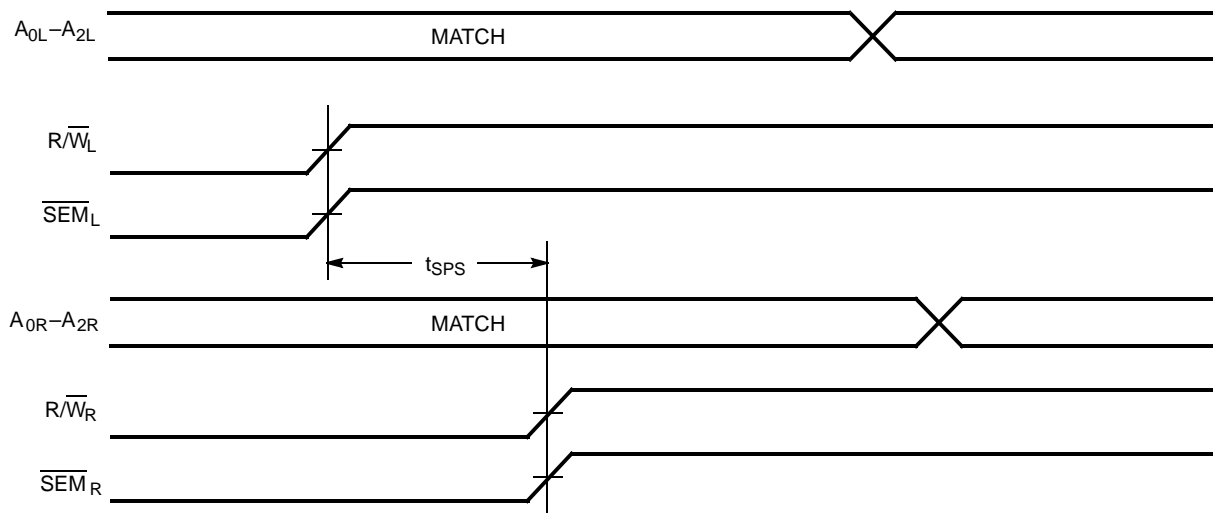 A₀L–A₂L
MATCH
R/W̅L
S̅E̅M̅L
tSPS
A₀R–A₂R
MATCH
R/W̅R
S̅E̅M̅R